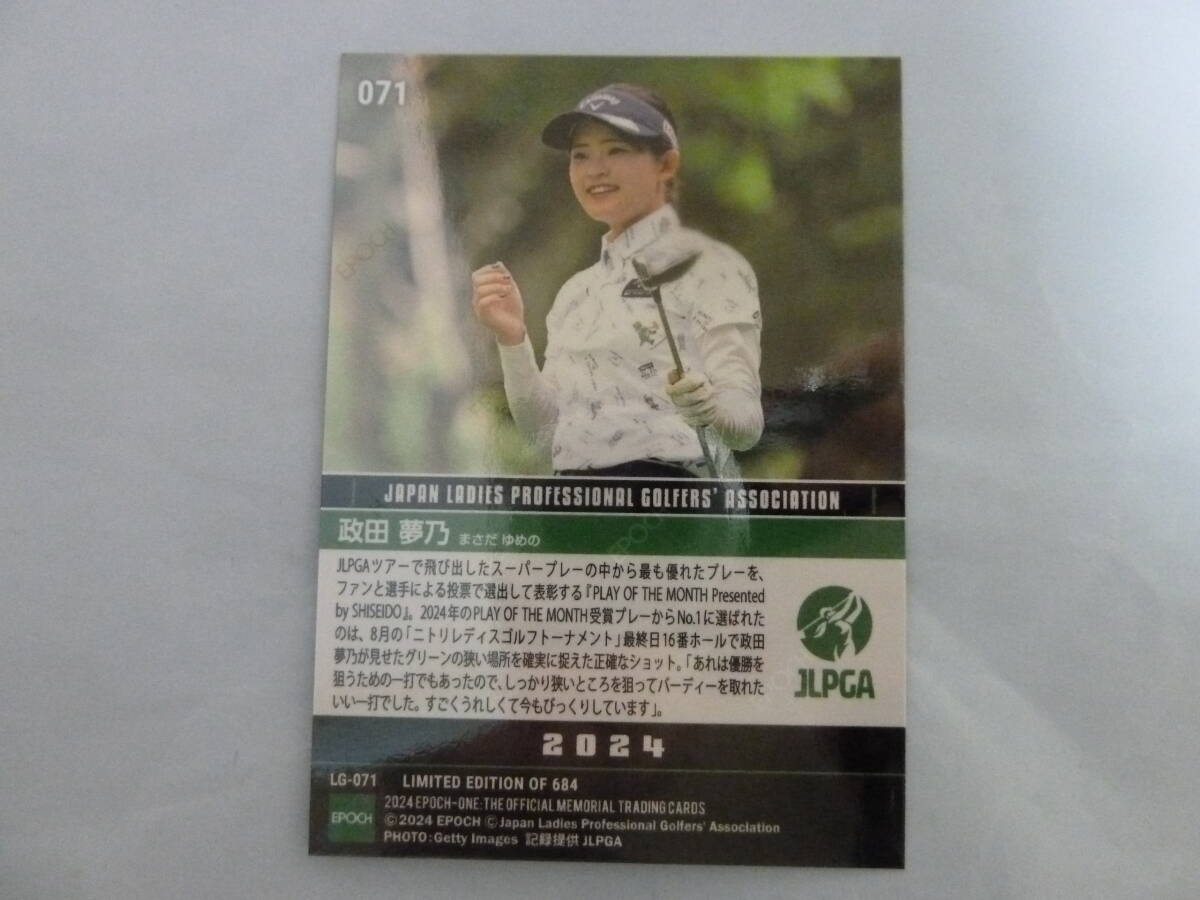 071
EPOCH
JAPAN LADIES PROFESSIONAL GOLFERS' ASSOCIATION
政田 夢乃 まさだ ゆめの
EPOCH
JLPGAツアーで飛び出したスーパープレーの中から最も優れたプレーを、
ファンと選手による投票で選出して表彰する『PLAY OF THE MONTH Presented
by SHISEIDO』。2024年のPLAY OF THE MONTH受賞プレーからNo.1に選ばれた
のは、8月の「ニトリレディスゴルフトーナメント」最終日16番ホールで政田
夢乃が見せたグリーンの狭い場所を確実に捉えた正確なショット。「あれは優勝を
狙うための一打でもあったので、しっかり狭いところを狙ってバーディーを取れた
いい一打でした。すごくうれしくて今もびっくりしています」。
JLPGA
2024
LG-071 LIMITED EDITION OF 684
EPOCH
2024 EPOCH-ONE:THE OFFICIAL MEMORIAL TRADING CARDS
©2024 EPOCH ©Japan Ladies Professional Golfers' Association
PHOTO:Getty Images 記録提供 JLPGA